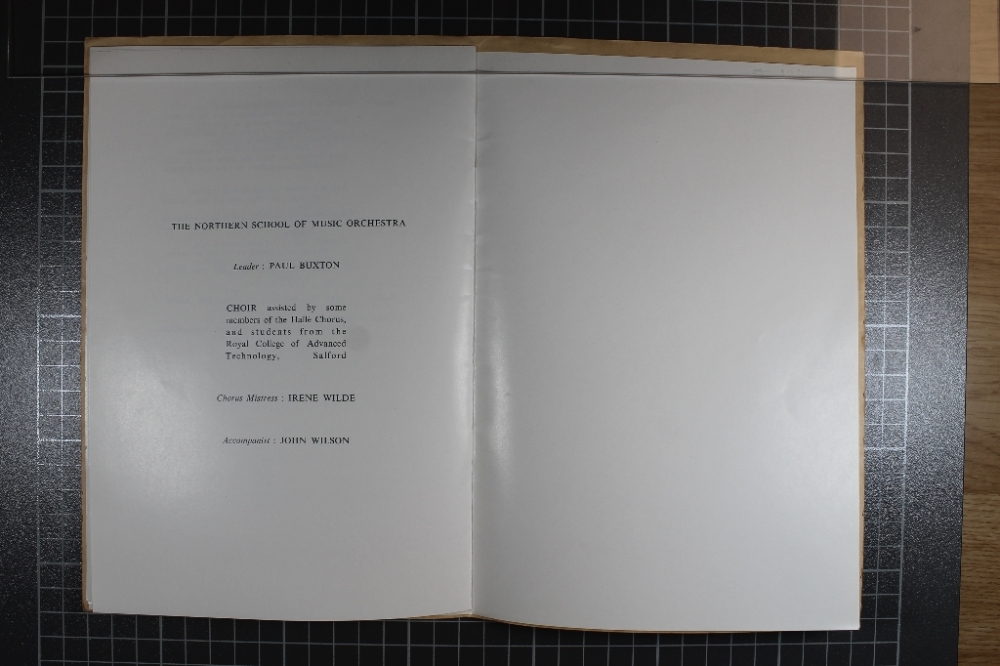 THE NORTHERN SCHOOL OF MUSIC ORCHESTRA
Leader : PAUL BUXTON
CHOIR assisted by some
members of the Hallé Chorus,
and students from the
Royal College of Advanced
Technology, Salford
Chorus Mistress : IRENE WILDE
Accompanist : JOHN WILSON